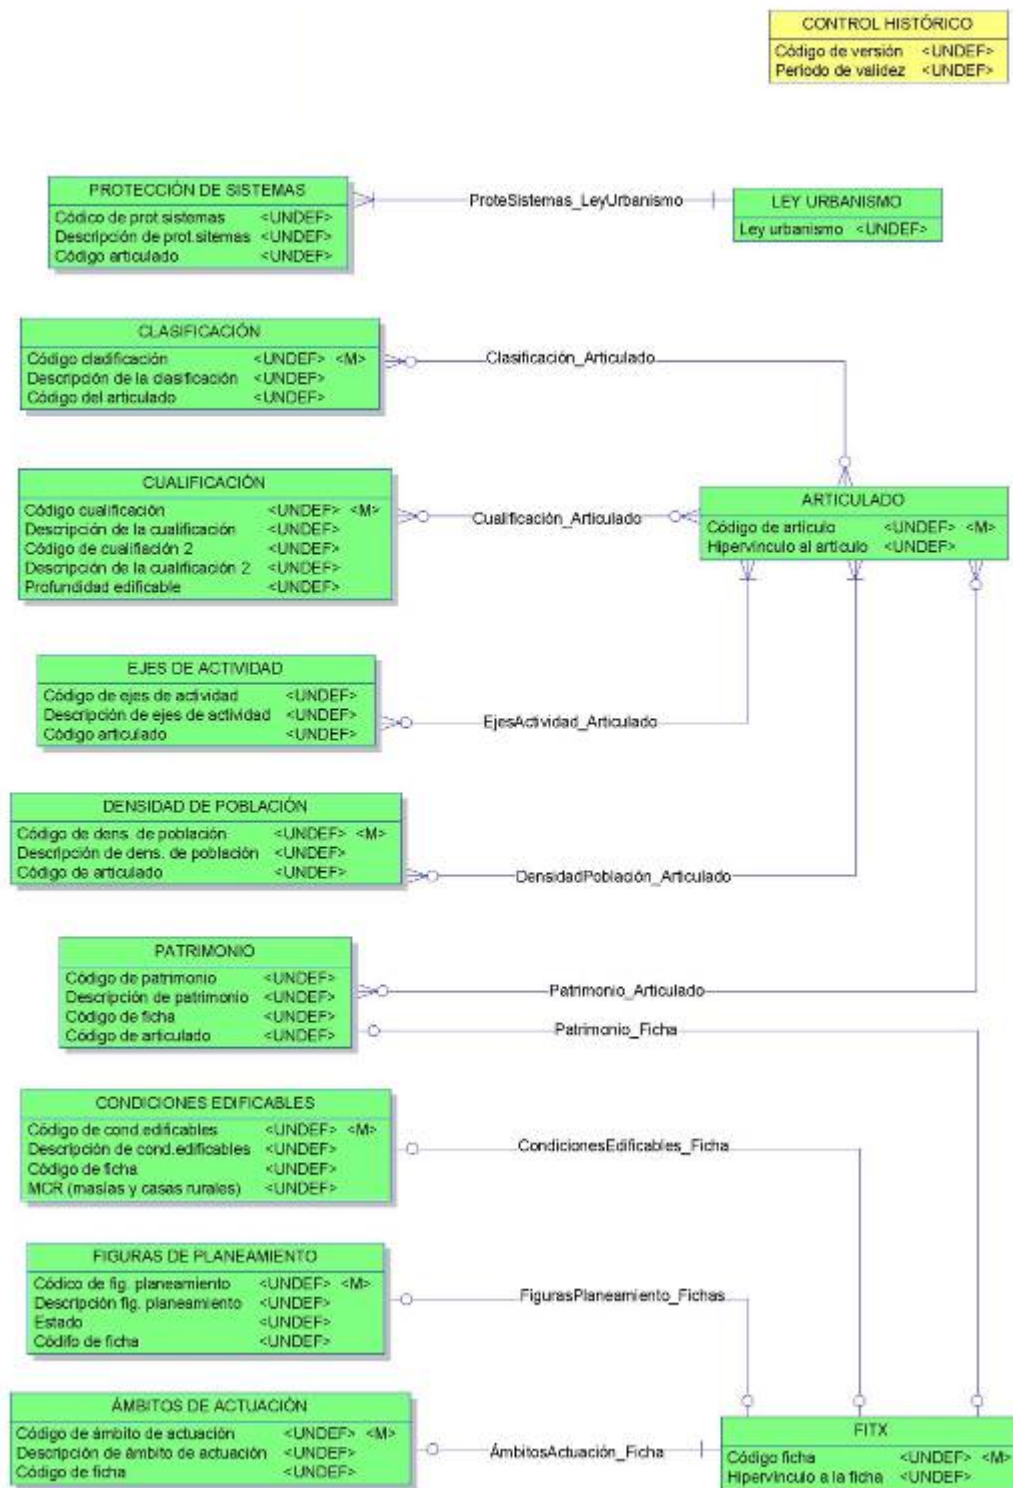 CONTROL HISTÓRICO
Código de versión <UNDEF>
Período de validez <UNDEF>
PROTECCIÓN DE SISTEMAS
Códico de prot sistemas <UNDEF>
Descripción de prot.sitemas <UNDEF>
Código articulado <UNDEF>
ProteSistemas_LeyUrbanismo
LEY URBANISMO
Ley urbanismo <UNDEF>
CLASIFICACIÓN
Código cladificación <UNDEF> <M>
Descripción de la clasificación <UNDEF>
Código del articulado <UNDEF>
Clasificación_Articulado
CUALIFICACIÓN
Código cualificación <UNDEF> <M>
Descripción de la cualificación <UNDEF>
Código de cualifiación 2 <UNDEF>
Descripción de la cualificación 2 <UNDEF>
Profundidad edificable <UNDEF>
Cualificación_Articulado
ARTICULADO
Código de artículo <UNDEF> <M>
Hipervínculo al artículo <UNDEF>
EJES DE ACTIVIDAD
Código de ejes de actividad <UNDEF>
Descripción de ejes de actividad <UNDEF>
Código articulado <UNDEF>
EjesActividad_Articulado
DENSIDAD DE POBLACIÓN
Código de dens. de población <UNDEF> <M>
Descripción de dens. de población <UNDEF>
Código de articulado <UNDEF>
DensidadPoblación_Articulado
PATRIMONIO
Código de patrimonio <UNDEF>
Descripción de patrimonio <UNDEF>
Código de ficha <UNDEF>
Código de articulado <UNDEF>
Patrimonio_Articulado
Patrimonio_Ficha
CONDICIONES EDIFICABLES
Código de cond.edificables <UNDEF> <M>
Descripción de cond.edificables <UNDEF>
Código de ficha <UNDEF>
MCR (masías y casas rurales) <UNDEF>
CondicionesEdificables_Ficha
FIGURAS DE PLANEAMIENTO
Códico de fig. planeamiento <UNDEF> <M>
Descripción fig. planeamiento <UNDEF>
Estado <UNDEF>
Códifo de ficha <UNDEF>
FigurasPlaneamiento_Fichas
ÁMBITOS DE ACTUACIÓN
Código de ámbito de actuación <UNDEF> <M>
Descripción de ámbito de actuación <UNDEF>
Código de ficha <UNDEF>
ÁmbitosActuación_Ficha
FITX
Código ficha <UNDEF> <M>
Hipervínculo a la ficha <UNDEF>